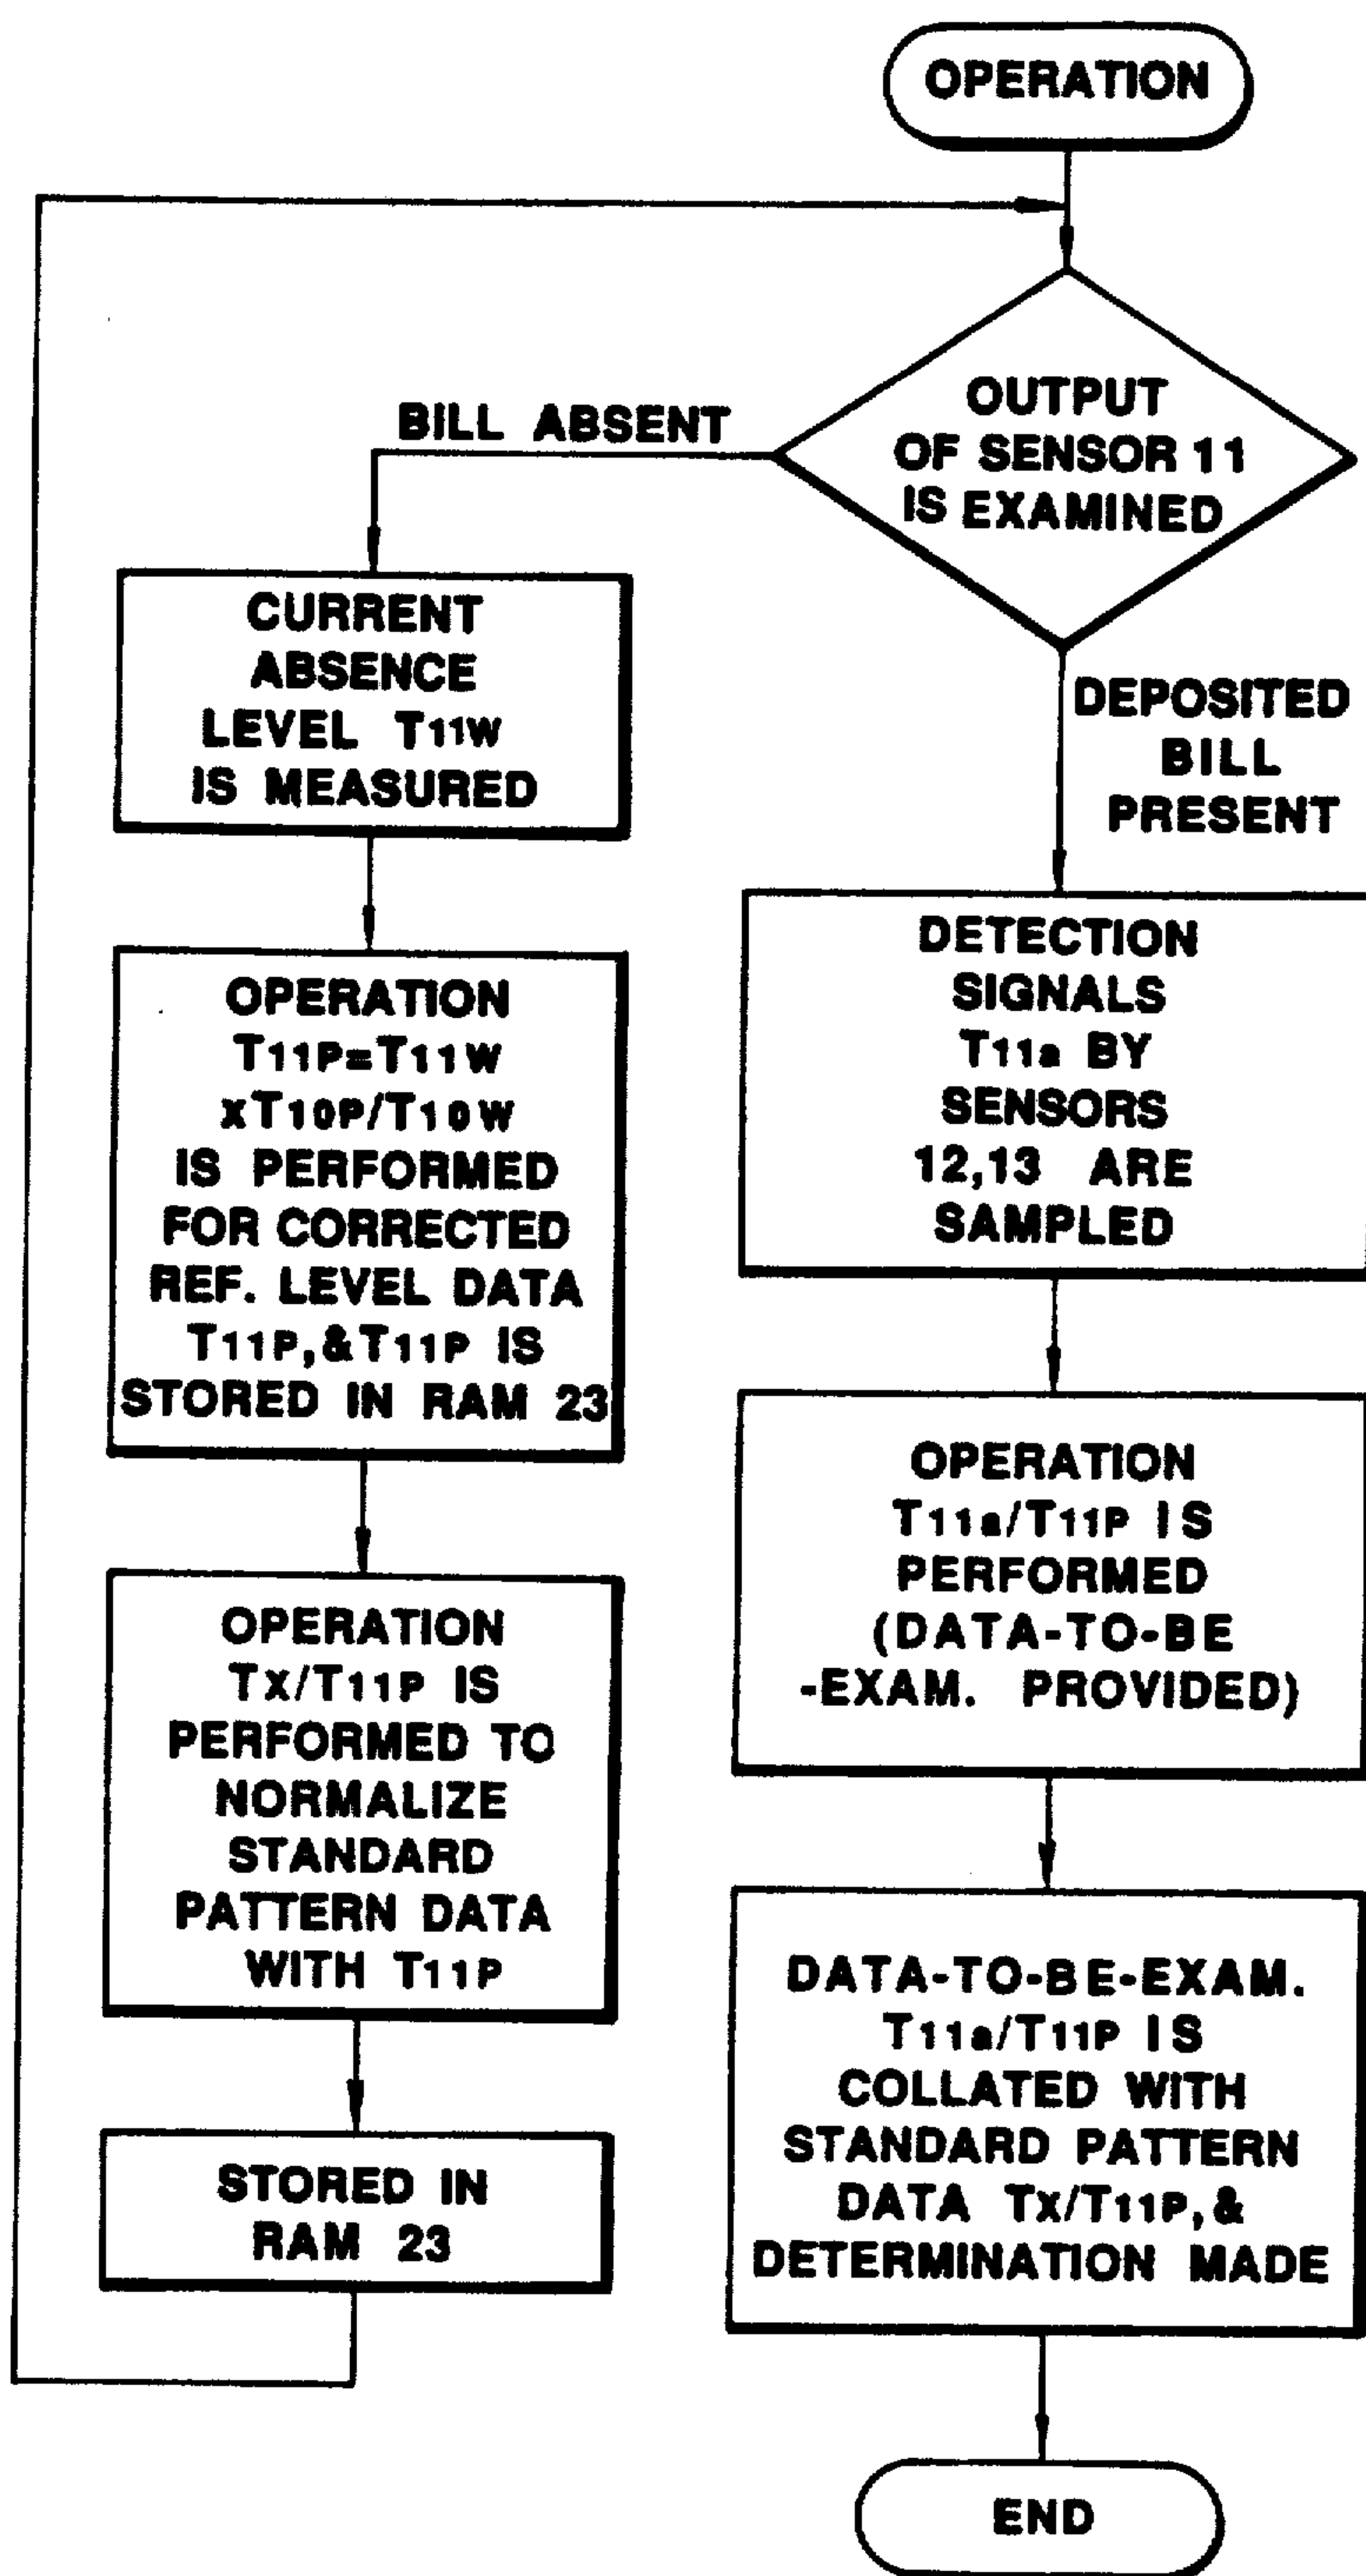 OPERATION
OUTPUT
OF SENSOR 11
IS EXAMINED
BILL ABSENT
CURRENT
ABSENCE
LEVEL T11W
IS MEASURED
OPERATION
T11P=T11W
xT10P/T10W
IS PERFORMED
FOR CORRECTED
REF. LEVEL DATA
T11P,&T11P IS
STORED IN RAM 23
OPERATION
TX/T11P IS
PERFORMED TO
NORMALIZE
STANDARD
PATTERN DATA
WITH T11P
STORED IN
RAM 23
DEPOSITED
BILL
PRESENT
DETECTION
SIGNALS
T11a BY
SENSORS
12,13 ARE
SAMPLED
OPERATION
T11a/T11P IS
PERFORMED
(DATA-TO-BE
-EXAM. PROVIDED)
DATA-TO-BE-EXAM.
T11a/T11P IS
COLLATED WITH
STANDARD PATTERN
DATA TX/T11P,&
DETERMINATION MADE
END